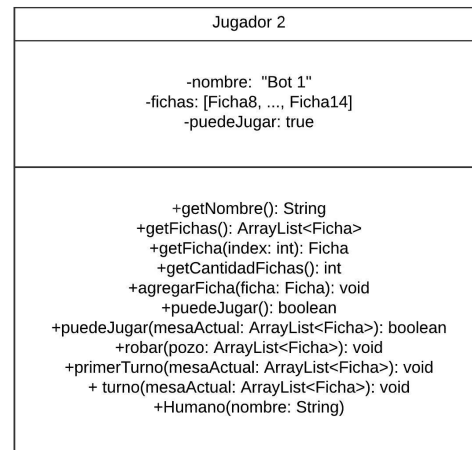 Jugador 2
-nombre: "Bot 1"
-fichas: [Ficha8, ..., Ficha14]
-puedeJugar: true
+getNombre(): String
+getFichas(): ArrayList<Ficha>
+getFicha(index: int): Ficha
+getCantidadFichas(): int
+agregarFicha(ficha: Ficha): void
+puedeJugar(): boolean
+puedeJugar(mesaActual: ArrayList<Ficha>): boolean
+robar(pozo: ArrayList<Ficha>): void
+primerTurno(mesaActual: ArrayList<Ficha>): void
+ turno(mesaActual: ArrayList<Ficha>): void
+Humano(nombre: String)